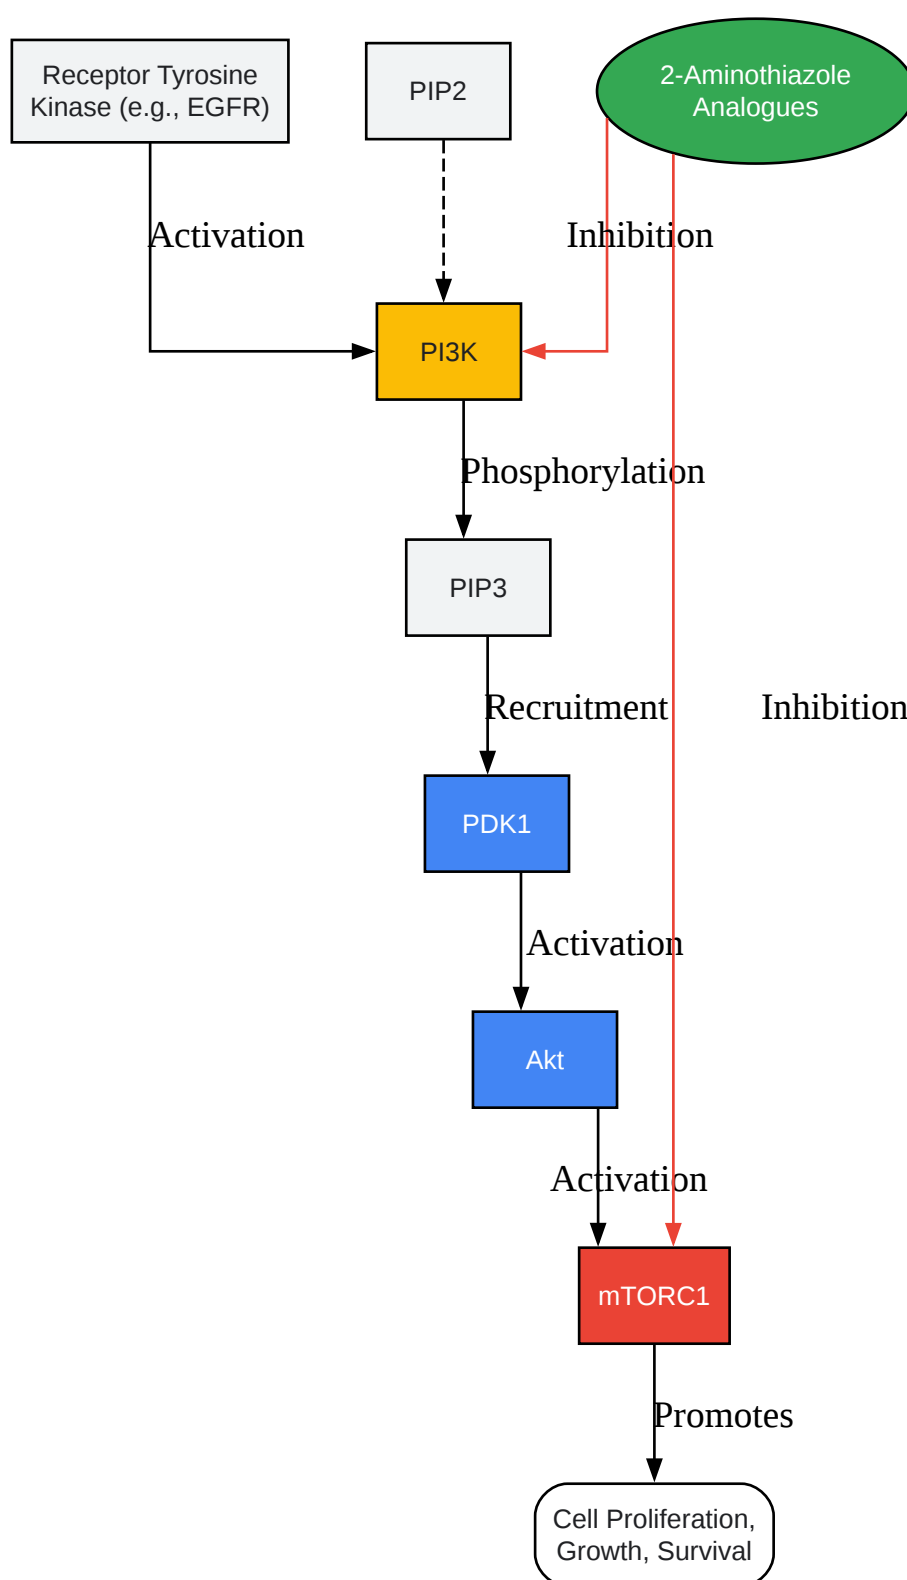 Receptor Tyrosine
Kinase (e.g., EGFR)
PIP2
2-Aminothiazole
Analogues
Activation
Inhibition
PI3K
Phosphorylation
PIP3
Recruitment
Inhibition
PDK1
Activation
Akt
Activation
mTORC1
Promotes
Cell Proliferation,
Growth, Survival